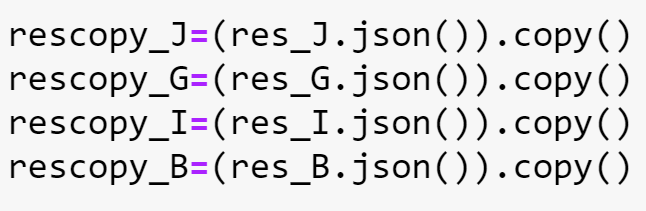 rescopy_J=(res_J.json()).copy()
rescopy_G=(res_G.json()).copy()
rescopy_I=(res_I.json()).copy()
rescopy_B=(res_B.json()).copy()